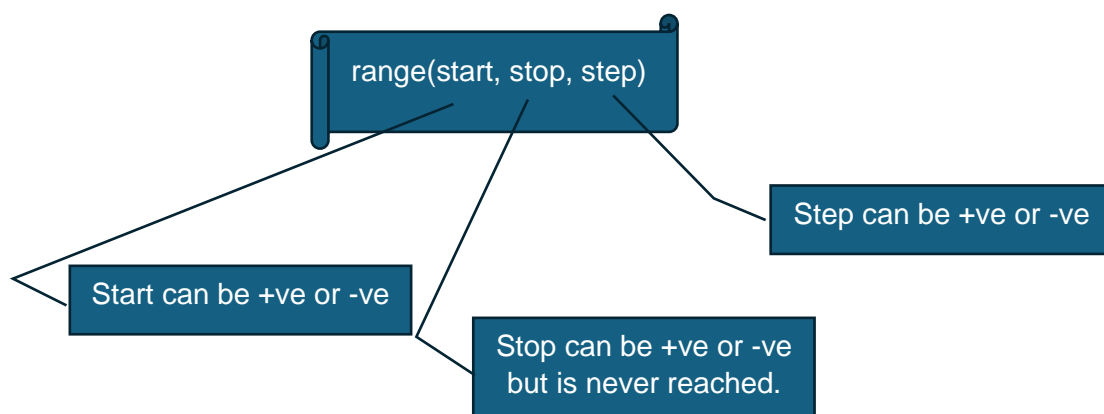 range(start, stop, step)
Step can be +ve or -ve
Start can be +ve or -ve
Stop can be +ve or -ve
but is never reached.